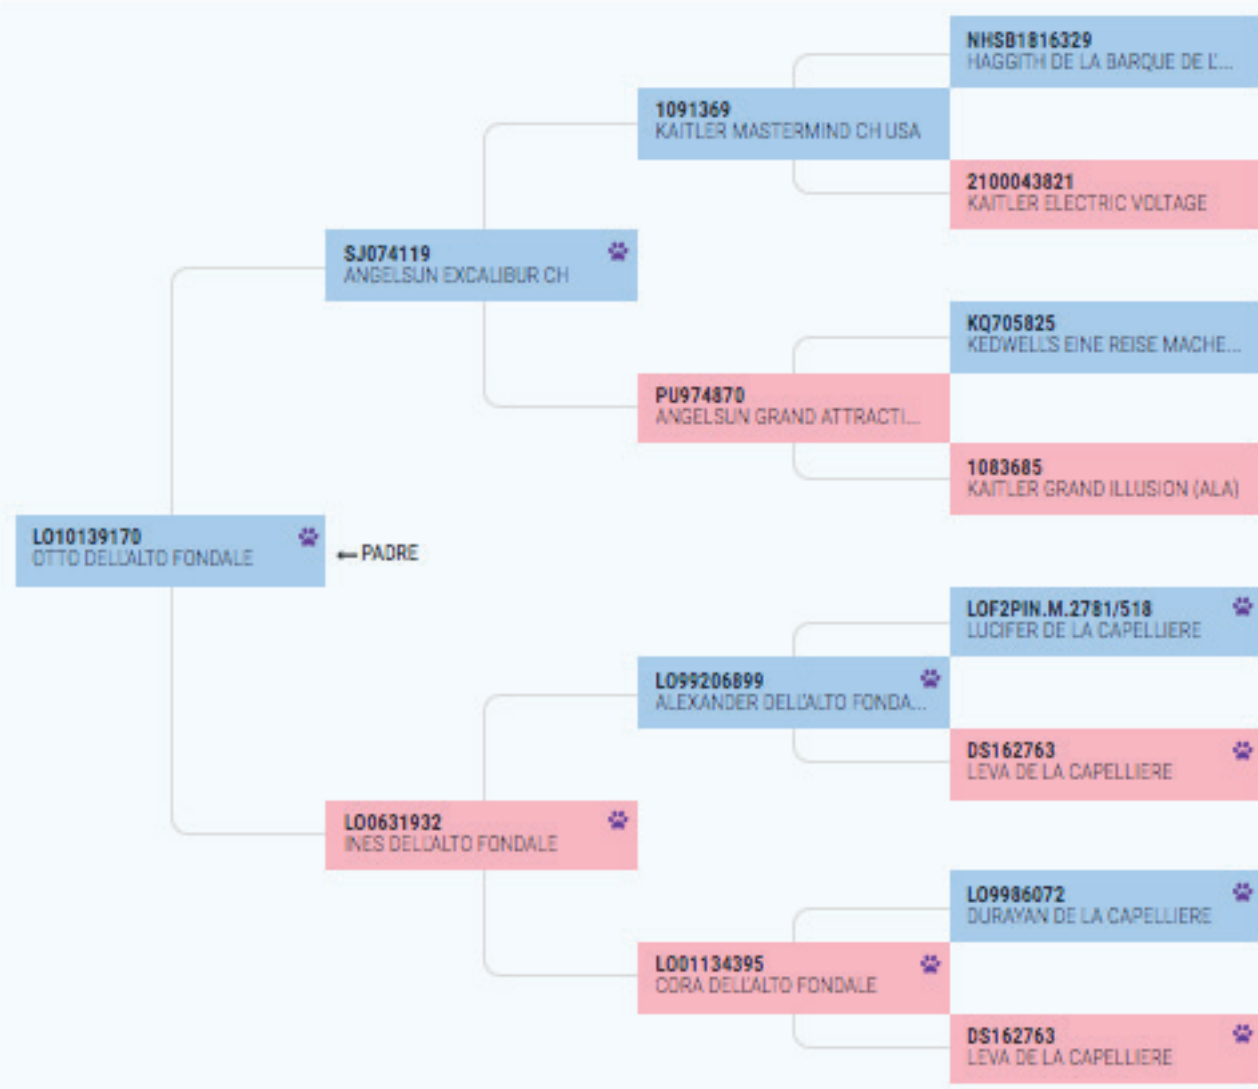 NHSB1816329
HAGGITH DE LA BARQUE DE L'...
1091369
KAITLER MASTERMIND CH USA
2100043821
KAITLER ELECTRIC VOLTAGE
SJ074119
ANGELSUN EXCALIBUR CH
KQ705825
KEDWELL'S EINE REISE MACHE...
PU974870
ANGELSUN GRAND ATTRACTI...
1083685
KAITLER GRAND ILLUSION (ALA)
LO10139170
OTTO DELL'ALTO FONDALE
← PADRE
LOF2PIN.M.2781/518
LUCIFER DE LA CAPELLIERE
LO99206899
ALEXANDER DELL'ALTO FONDA...
DS162763
LEVA DE LA CAPELLIERE
LO0631932
INES DELL'ALTO FONDALE
LO9986072
DURAYAN DE LA CAPELLIERE
LO01134395
CORA DELL'ALTO FONDALE
DS162763
LEVA DE LA CAPELLIERE